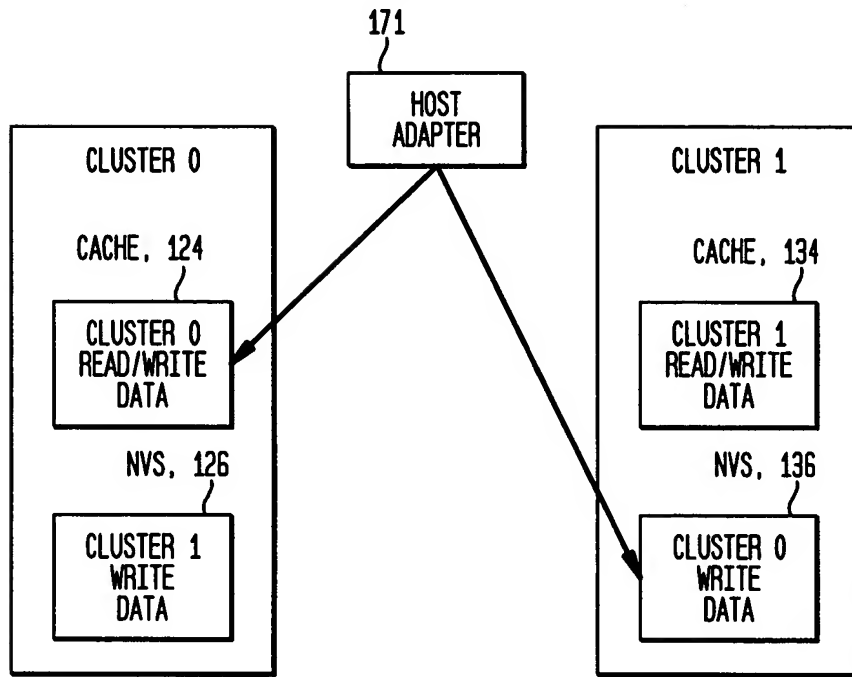 171
HOST
ADAPTER
CLUSTER 0
CACHE, 124
CLUSTER 0
READ/WRITE
DATA
NVS, 126
CLUSTER 1
WRITE
DATA
CLUSTER 1
CACHE, 134
CLUSTER 1
READ/WRITE
DATA
NVS, 136
CLUSTER 0
WRITE
DATA